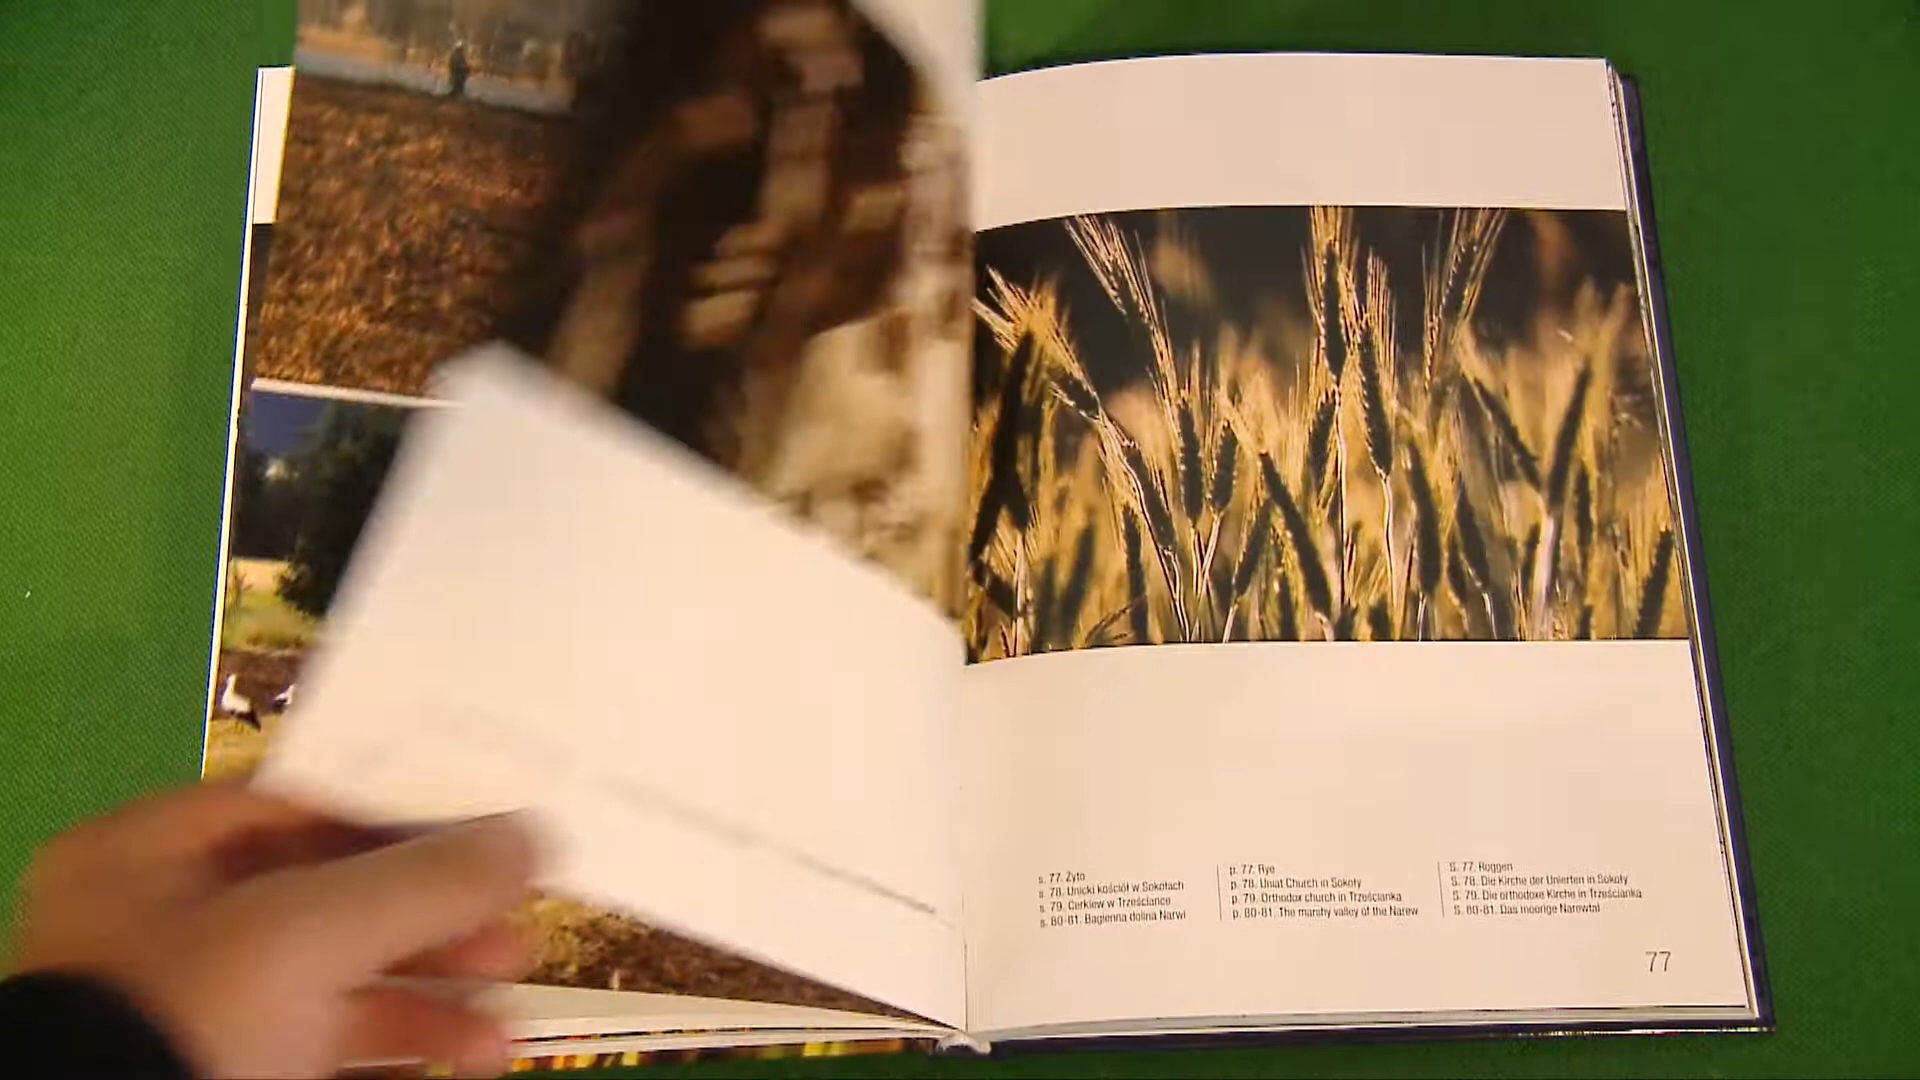 s. 77. Żyto
s. 78. Unicki kościół w Sokołach
s. 79. Cerkiew w Trześciance
s. 80-81. Bagienna dolina Narwi
p. 77. Rye
p. 78. Uniat Church in Sokoły
p. 79. Orthodox church in Trześcianka
p. 80-81. The marshy valley of the Narew
S. 77. Roggen
S. 78. Die Kirche der Unierten in Sokoły
S. 79. Die orthodoxe Kirche in Trześcianka
S. 80-81. Das moorige Narewtal
77